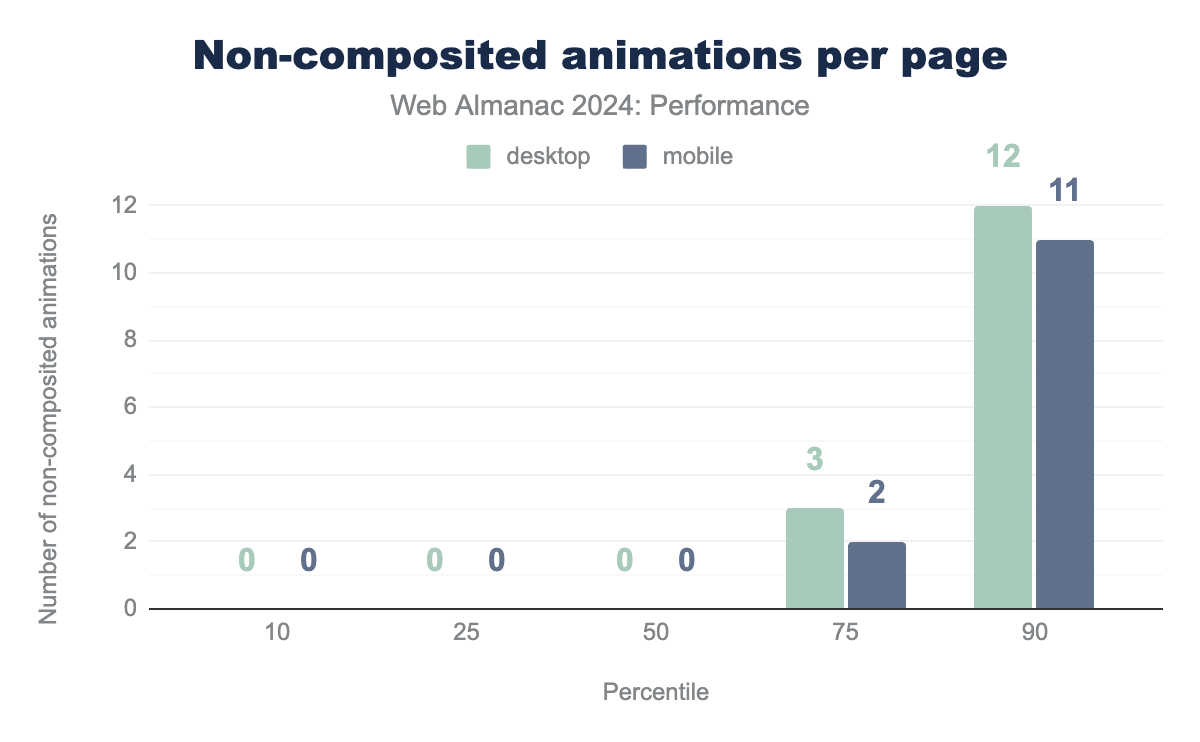 Non-composited animations per page
Web Almanac 2024: Performance
desktop mobile
Number of non-composited animations
12
10
8
6
4
2
0
0 0 0 0 0 0 3 2 12 11
10 25 50 75 90
Percentile